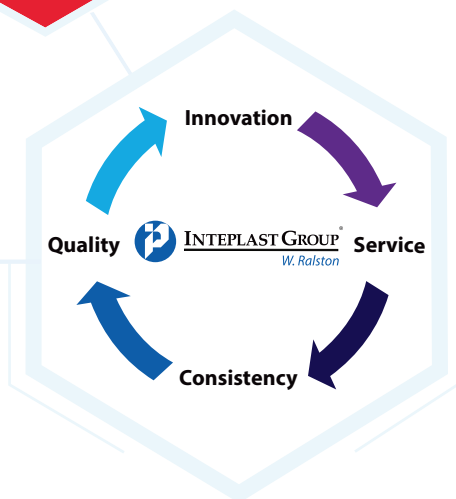 Innovation
Quality
INTEPLAST GROUP®
W. Ralston
Service
Consistency